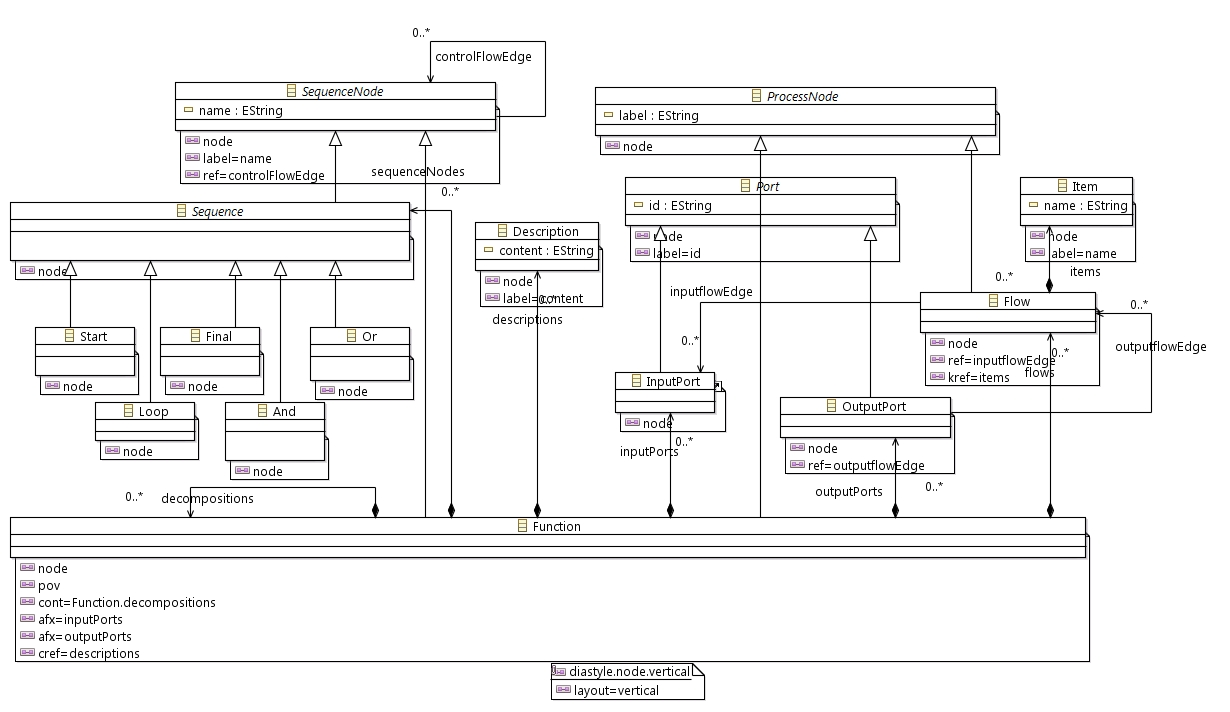 0..*
controlFlowEdge
SequenceNode
name : EString
node
label=name
ref=controlFlowEdge
ProcessNode
label : EString
node
sequenceNodes
0..*
Sequence
node
Description
content : EString
node
label=content
0..*
descriptions
Port
id : EString
node
label=id
Item
name : EString
node
abel=name
items
0..*
inputflowEdge
0..*
Flow
node
ref=inputflowEdge
kref=items
0..*
flows
0..*
outputflowEdge
Start
node
Final
node
Or
node
Loop
node
And
node
InputPort
node
0..*
inputPorts
OutputPort
node
ref=outputflowEdge
outputPorts
0..*
0..*
decompositions
Function
node
pov
cont=Function.decompositions
afx=inputPorts
afx=outputPorts
cref=descriptions
diastyle.node.vertical
layout=vertical